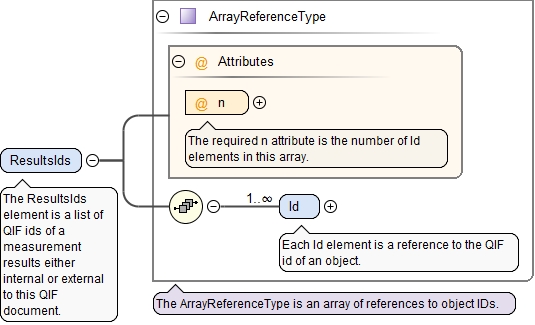 ArrayReferenceType
@ Attributes
@ n
The required n attribute is the number of Id
elements in this array.
ResultsIds
The ResultsIds
element is a list of
QIF ids of a
measurement
results either
internal or external
to this QIF
document.
1..∞
Id
Each Id element is a reference to the QIF
id of an object.
The ArrayReferenceType is an array of references to object IDs.